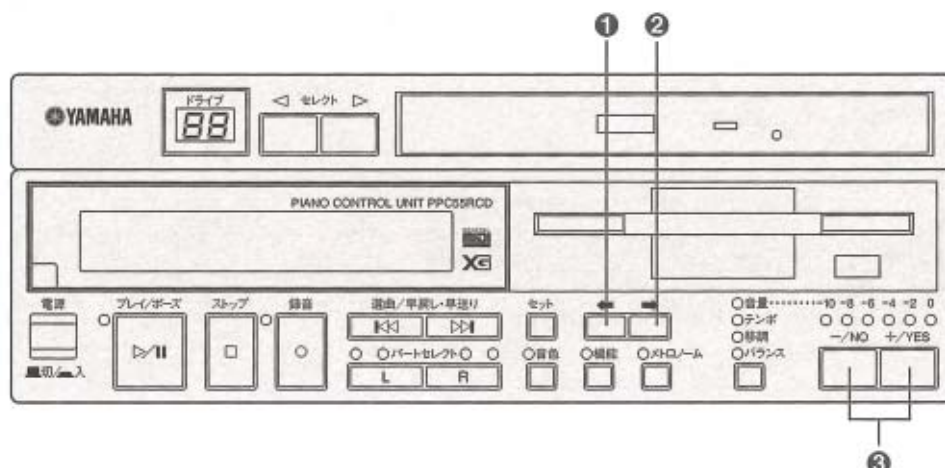 ❶ ❷
YAMAHA
ドライブ
88
◁ セレクト ▷
PIANO CONTROL UNIT PPC55RCD
XG
電源 プレイ/ポーズ ストップ 録音 選曲/早戻し・早送り セット
切/入
パートセレクト
L R
音色 機能 メトロノーム
音量 -10 -8 -6 -4 -2 0
テンポ
移調
バランス
−/NO +/YES
❸